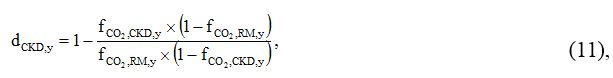 d_CKD,y = 1 − (f_CO₂,CKD,y × (1 − f_CO₂,RM,y)) / (f_CO₂,RM,y × (1 − f_CO₂,CKD,y)), (11),